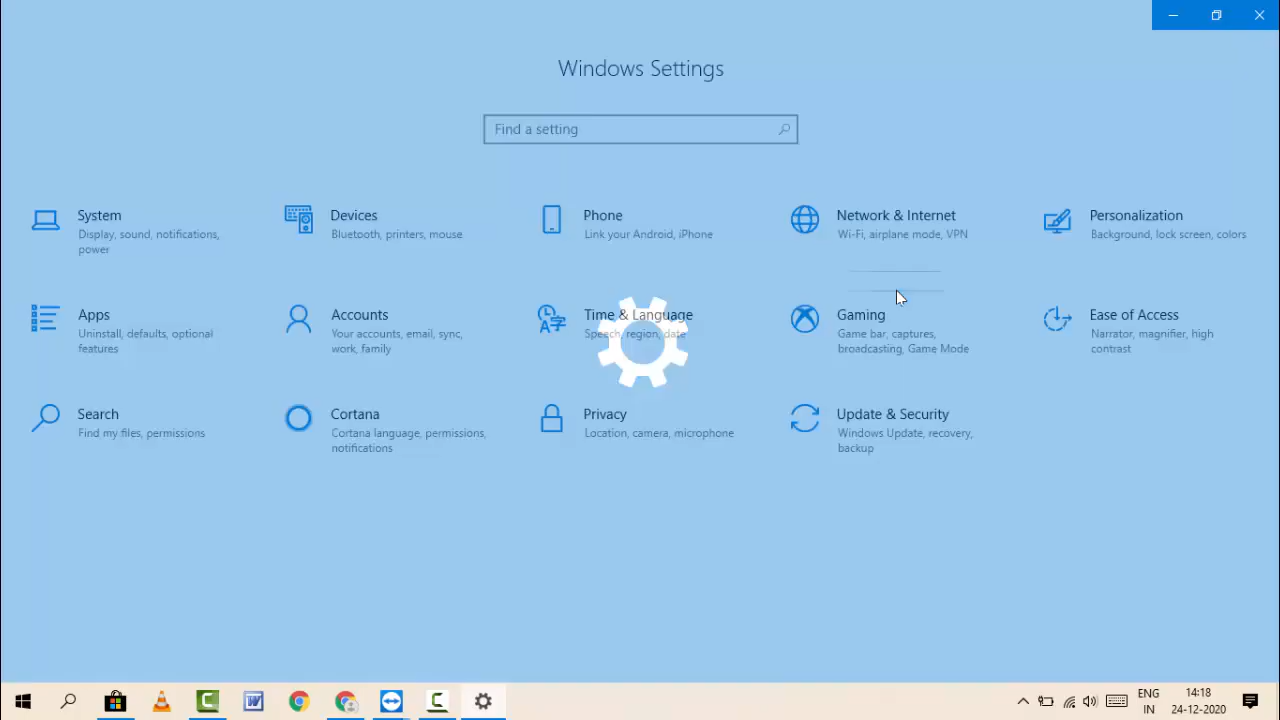 Windows Settings
Find a setting
System
Display, sound, notifications,
power
Devices
Bluetooth, printers, mouse
Phone
Link your Android, iPhone
Network & Internet
Wi-Fi, airplane mode, VPN
Personalization
Background, lock screen, colors
Apps
Uninstall, defaults, optional
features
Accounts
Your accounts, email, sync,
work, family
Time & Language
Speech, region, date
Gaming
Game bar, captures,
broadcasting, Game Mode
Ease of Access
Narrator, magnifier, high
contrast
Search
Find my files, permissions
Cortana
Cortana language, permissions,
notifications
Privacy
Location, camera, microphone
Update & Security
Windows Update, recovery,
backup
ENG
IN
14:18
24-12-2020